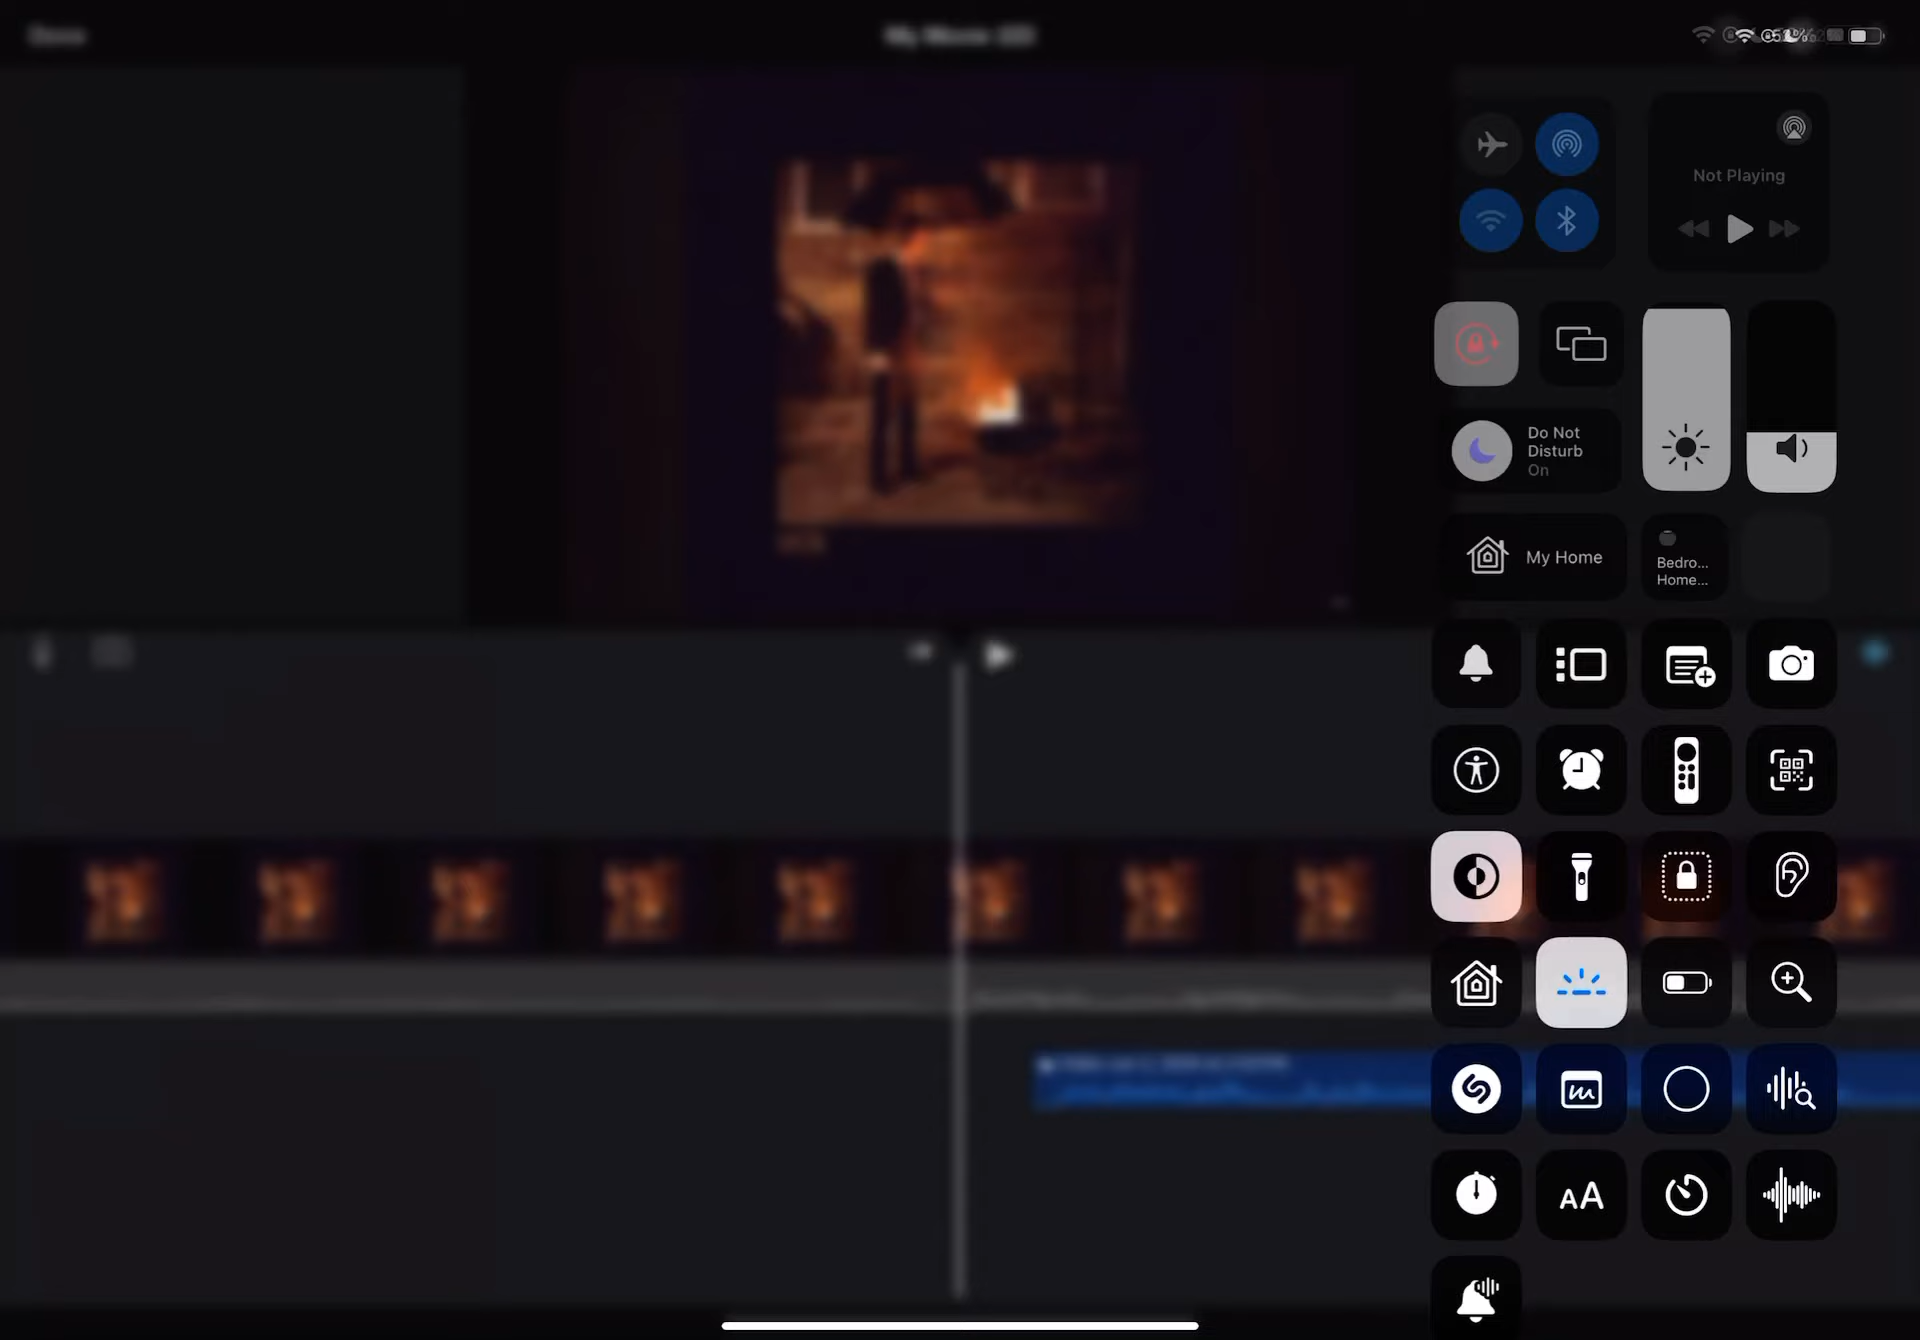 Not Playing
Do Not
Disturb
On
My Home
Bedro...
Home...
AA